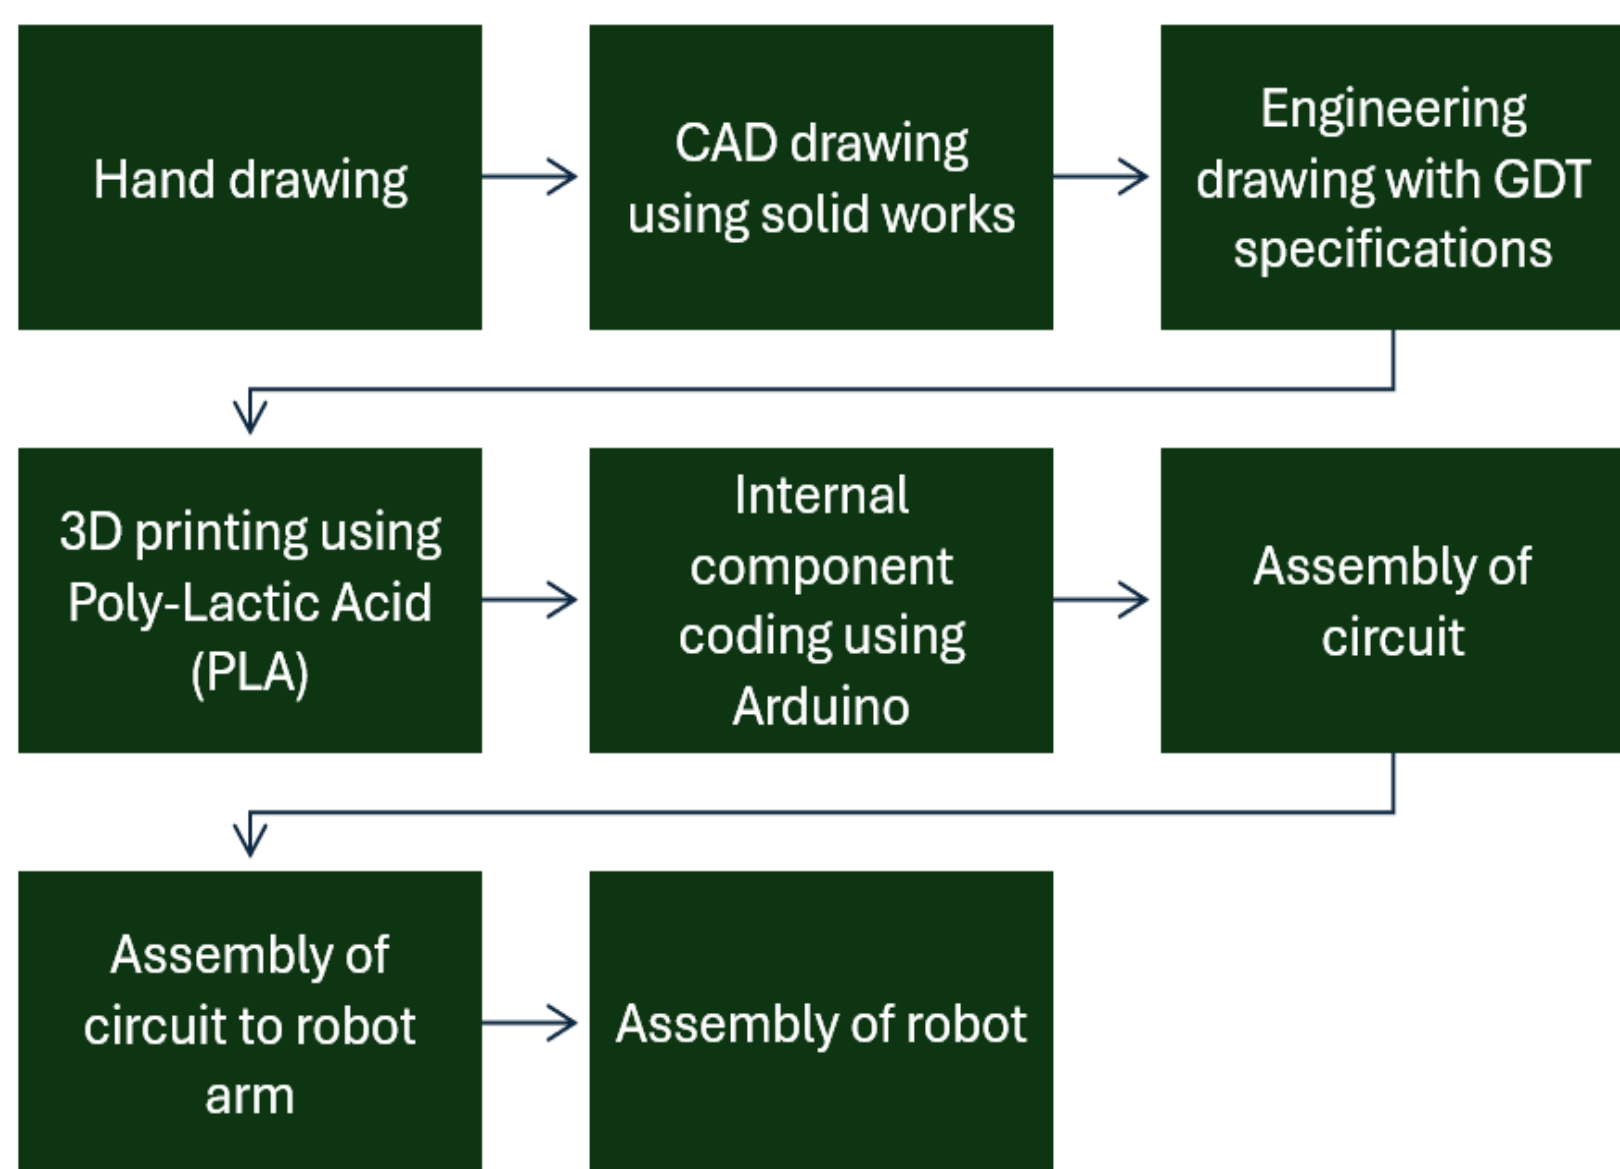 Hand drawing
CAD drawing
using solid works
Engineering
drawing with GDT
specifications
3D printing using
Poly-Lactic Acid
(PLA)
Internal
component
coding using
Arduino
Assembly of
circuit
Assembly of
circuit to robot
arm
Assembly of robot